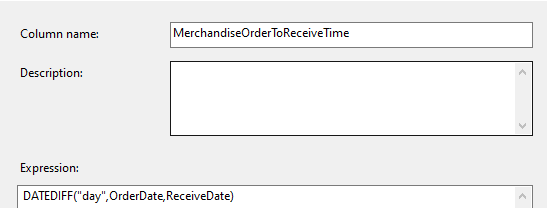 Column name:
MerchandiseOrderToReceiveTime
Description:
Expression:
DATEDIFF("day",OrderDate,ReceiveDate)